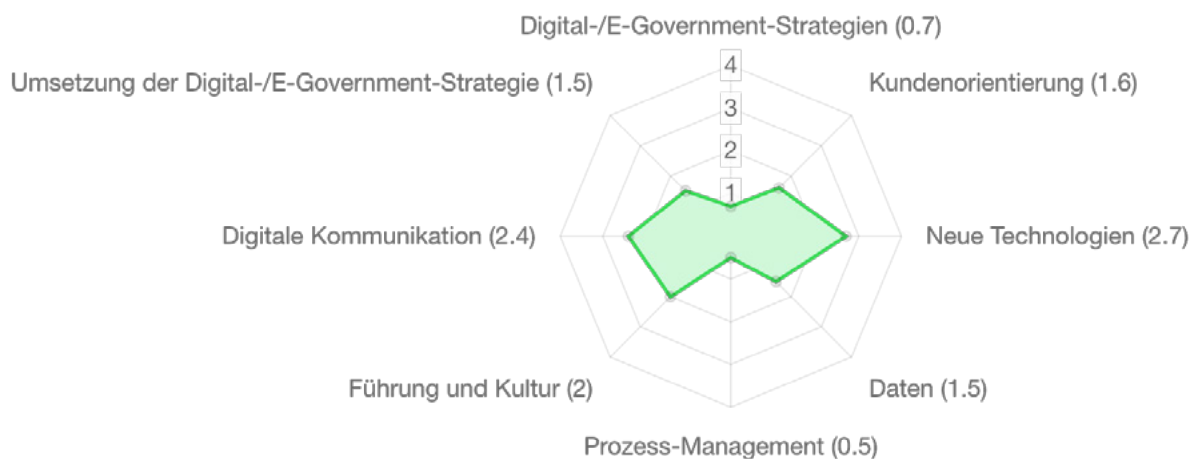 Digital-/E-Government-Strategien (0.7)
Umsetzung der Digital-/E-Government-Strategie (1.5)
Kundenorientierung (1.6)
4
3
2
1
Digitale Kommunikation (2.4)
Neue Technologien (2.7)
Führung und Kultur (2)
Daten (1.5)
Prozess-Management (0.5)